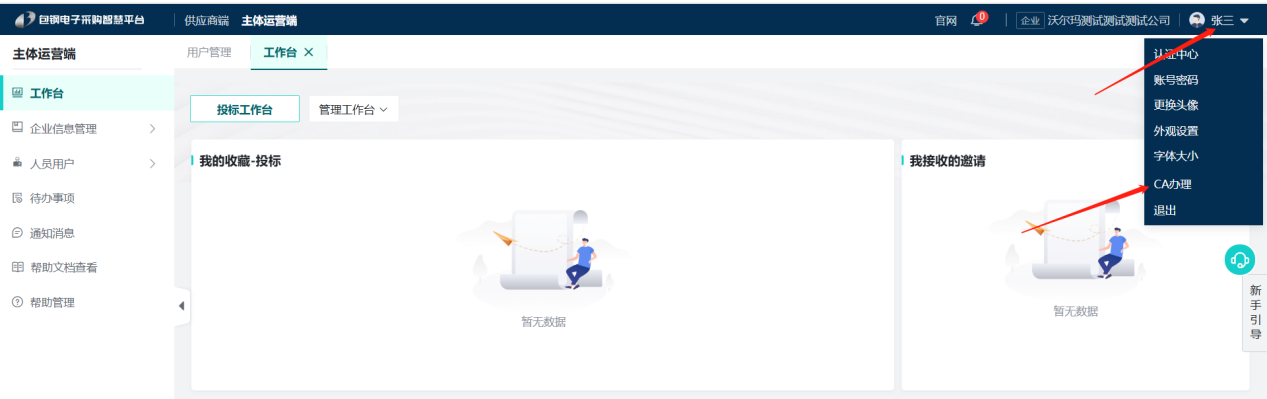 包钢电子采购智慧平台 供应商端 主体运营端 官网 企业 沃尔玛测试测试测试公司 张三
主体运营端 用户管理 工作台 ×
认证中心
账号密码
更换头像
外观设置
字体大小
CA办理
退出
工作台
企业信息管理
人员用户
待办事项
通知消息
帮助文档查看
帮助管理
投标工作台 管理工作台
我的收藏-投标 我接收的邀请
暂无数据 暂无数据
新
手
引
导